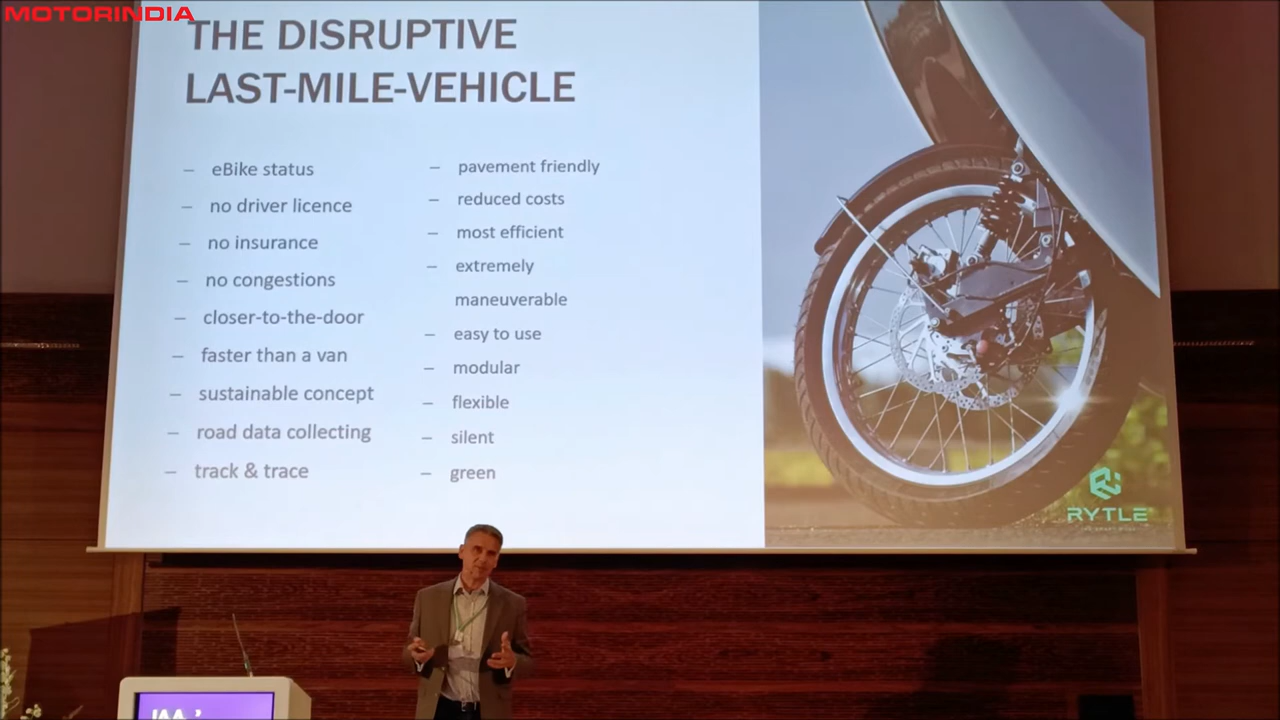 MOTORINDIA
THE DISRUPTIVE
LAST-MILE-VEHICLE
– eBike status
– no driver licence
– no insurance
– no congestions
– closer-to-the-door
– faster than a van
– sustainable concept
– road data collecting
– track & trace
– pavement friendly
– reduced costs
– most efficient
– extremely
maneuverable
– easy to use
– modular
– flexible
– silent
– green
RYTLE
IAA